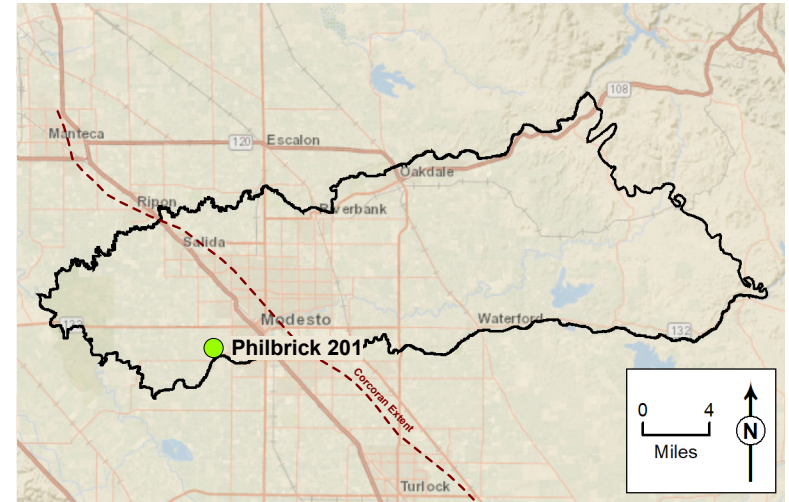 108
Manteca
120
Escalon
Oakdale
Ripon
Riverbank
Salida
132
Modesto
Waterford
132
Philbrick 201
Corcoran Extent
0 4
Miles
N
Turlock